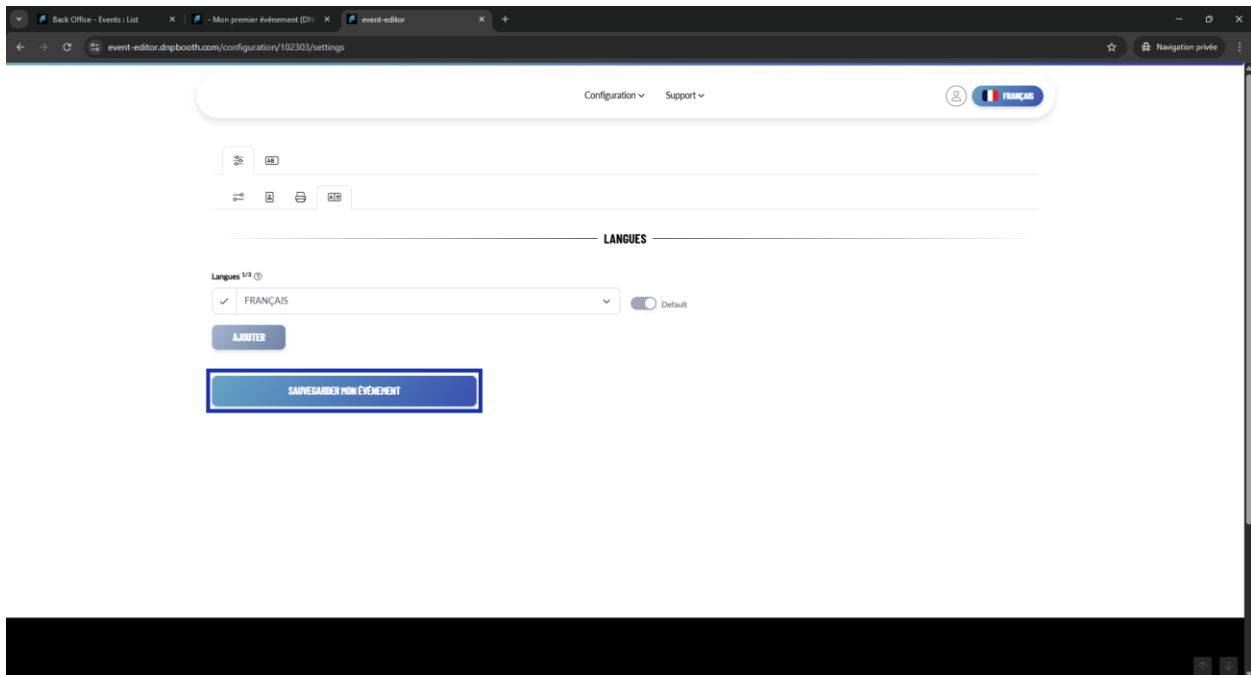 Back Office - Events : List
- Mon premier événement (DN
event-editor
event-editor.dnpbooth.com/configuration/102303/settings
Navigation privée
Configuration
Support
FRANÇAIS
AB
LANGUES
Langues 1/3
FRANÇAIS
Default
AJOUTER
SAUVEGARDER MON ÉVÉNEMENT